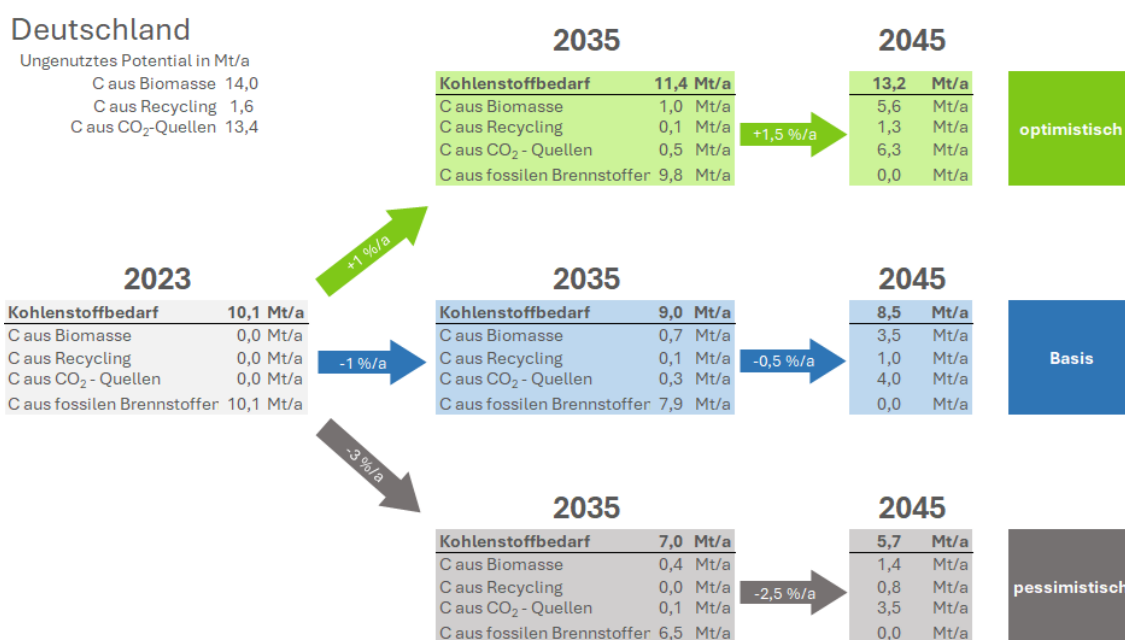 Deutschland
Ungenutztes Potential in Mt/a
C aus Biomasse 14,0
C aus Recycling 1,6
C aus CO₂-Quellen 13,4
2035 2045
Kohlenstoffbedarf 11,4 Mt/a 13,2 Mt/a
C aus Biomasse 1,0 Mt/a 5,6 Mt/a
C aus Recycling 0,1 Mt/a +1,5 %/a 1,3 Mt/a optimistisch
C aus CO₂ - Quellen 0,5 Mt/a 6,3 Mt/a
C aus fossilen Brennstoffer 9,8 Mt/a 0,0 Mt/a
+1 %/a
2023 2035 2045
Kohlenstoffbedarf 10,1 Mt/a Kohlenstoffbedarf 9,0 Mt/a 8,5 Mt/a
C aus Biomasse 0,0 Mt/a C aus Biomasse 0,7 Mt/a 3,5 Mt/a
C aus Recycling 0,0 Mt/a -1 %/a C aus Recycling 0,1 Mt/a -0,5 %/a 1,0 Mt/a Basis
C aus CO₂ - Quellen 0,0 Mt/a C aus CO₂ - Quellen 0,3 Mt/a 4,0 Mt/a
C aus fossilen Brennstoffer 10,1 Mt/a C aus fossilen Brennstoffer 7,9 Mt/a 0,0 Mt/a
-3 %/a
2035 2045
Kohlenstoffbedarf 7,0 Mt/a 5,7 Mt/a
C aus Biomasse 0,4 Mt/a 1,4 Mt/a
C aus Recycling 0,0 Mt/a -2,5 %/a 0,8 Mt/a pessimistisch
C aus CO₂ - Quellen 0,1 Mt/a 3,5 Mt/a
C aus fossilen Brennstoffer 6,5 Mt/a 0,0 Mt/a